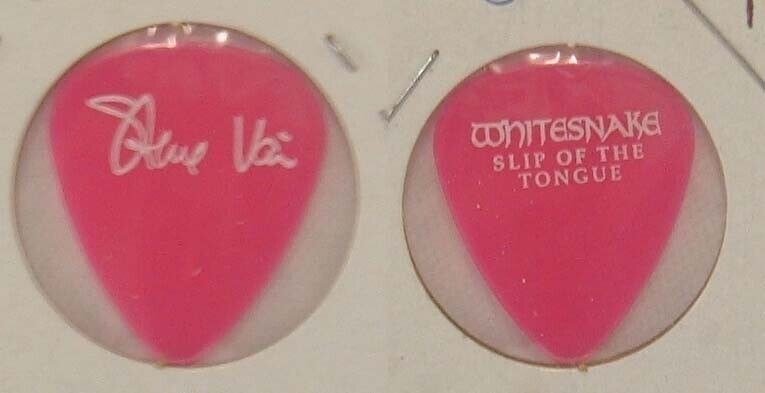 Steve Vai
WHITESNAKE
SLIP OF THE
TONGUE